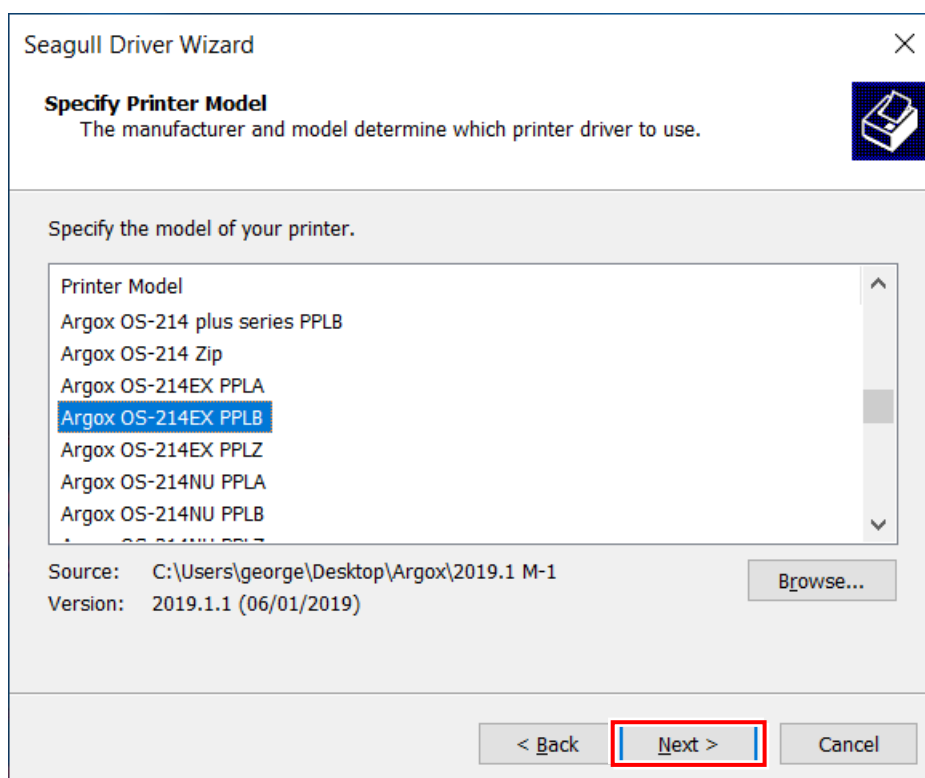 Seagull Driver Wizard
Specify Printer Model
The manufacturer and model determine which printer driver to use.
Specify the model of your printer.
Printer Model
Argox OS-214 plus series PPLB
Argox OS-214 Zip
Argox OS-214EX PPLA
Argox OS-214EX PPLB
Argox OS-214EX PPLZ
Argox OS-214NU PPLA
Argox OS-214NU PPLB
Source: C:\Users\george\Desktop\Argox\2019.1 M-1
Browse...
Version: 2019.1.1 (06/01/2019)
< Back Next > Cancel